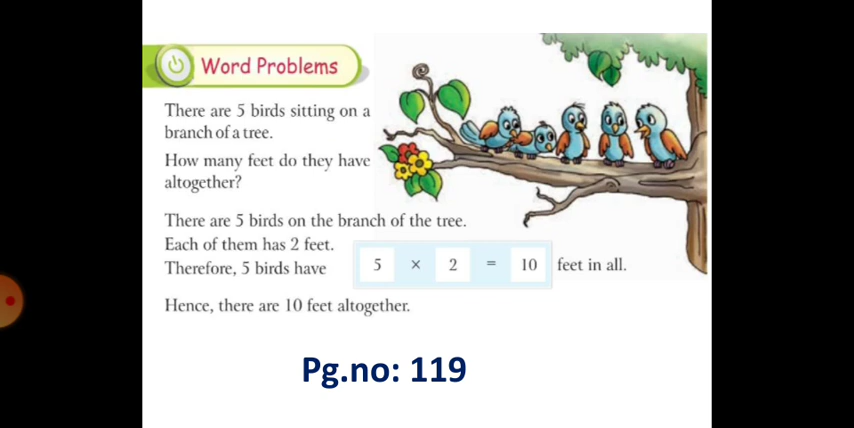 Word Problems
There are 5 birds sitting on a
branch of a tree.
How many feet do they have
altogether?
There are 5 birds on the branch of the tree.
Each of them has 2 feet.
Therefore, 5 birds have 5 × 2 = 10 feet in all.
Hence, there are 10 feet altogether.
Pg.no: 119